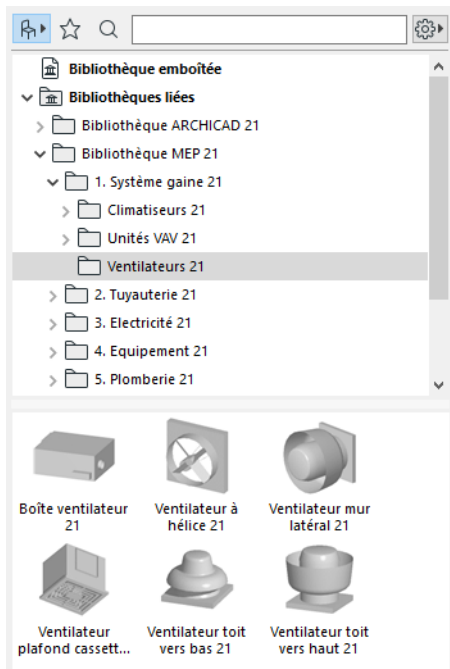 Bibliothèque emboîtée
Bibliothèques liées
Bibliothèque ARCHICAD 21
Bibliothèque MEP 21
1. Système gaine 21
Climatiseurs 21
Unités VAV 21
Ventilateurs 21
2. Tuyauterie 21
3. Electricité 21
4. Equipement 21
5. Plomberie 21
Boîte ventilateur
21
Ventilateur à
hélice 21
Ventilateur mur
latéral 21
Ventilateur
plafond cassett...
Ventilateur toit
vers bas 21
Ventilateur toit
vers haut 21